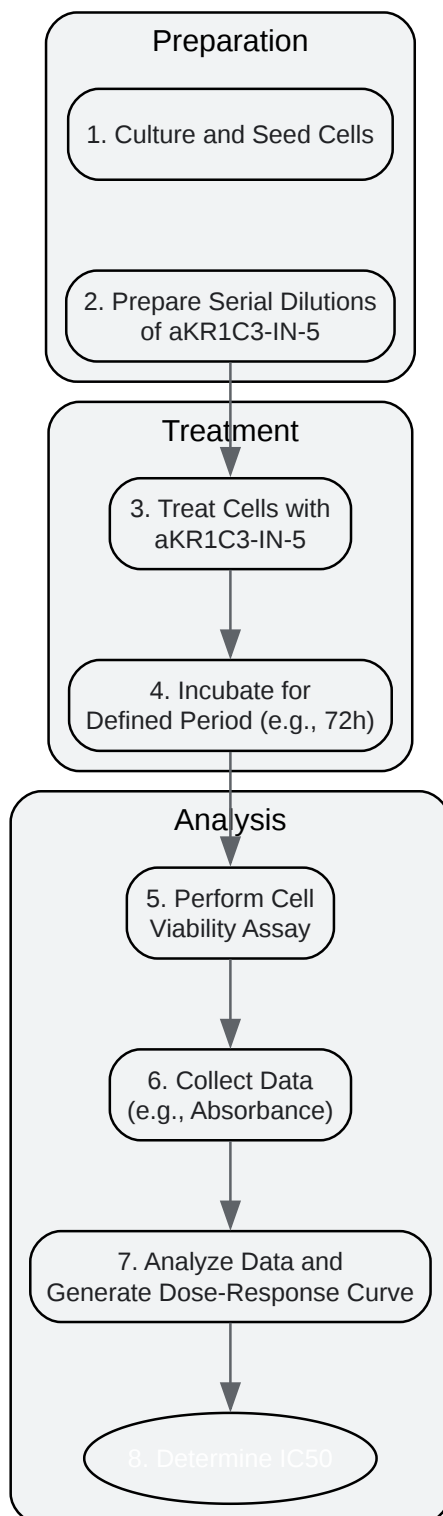 Preparation
1. Culture and Seed Cells
2. Prepare Serial Dilutions
of aKR1C3-IN-5
Treatment
3. Treat Cells with
aKR1C3-IN-5
4. Incubate for
Defined Period (e.g., 72h)
Analysis
5. Perform Cell
Viability Assay
6. Collect Data
(e.g., Absorbance)
7. Analyze Data and
Generate Dose-Response Curve
8. Determine IC50